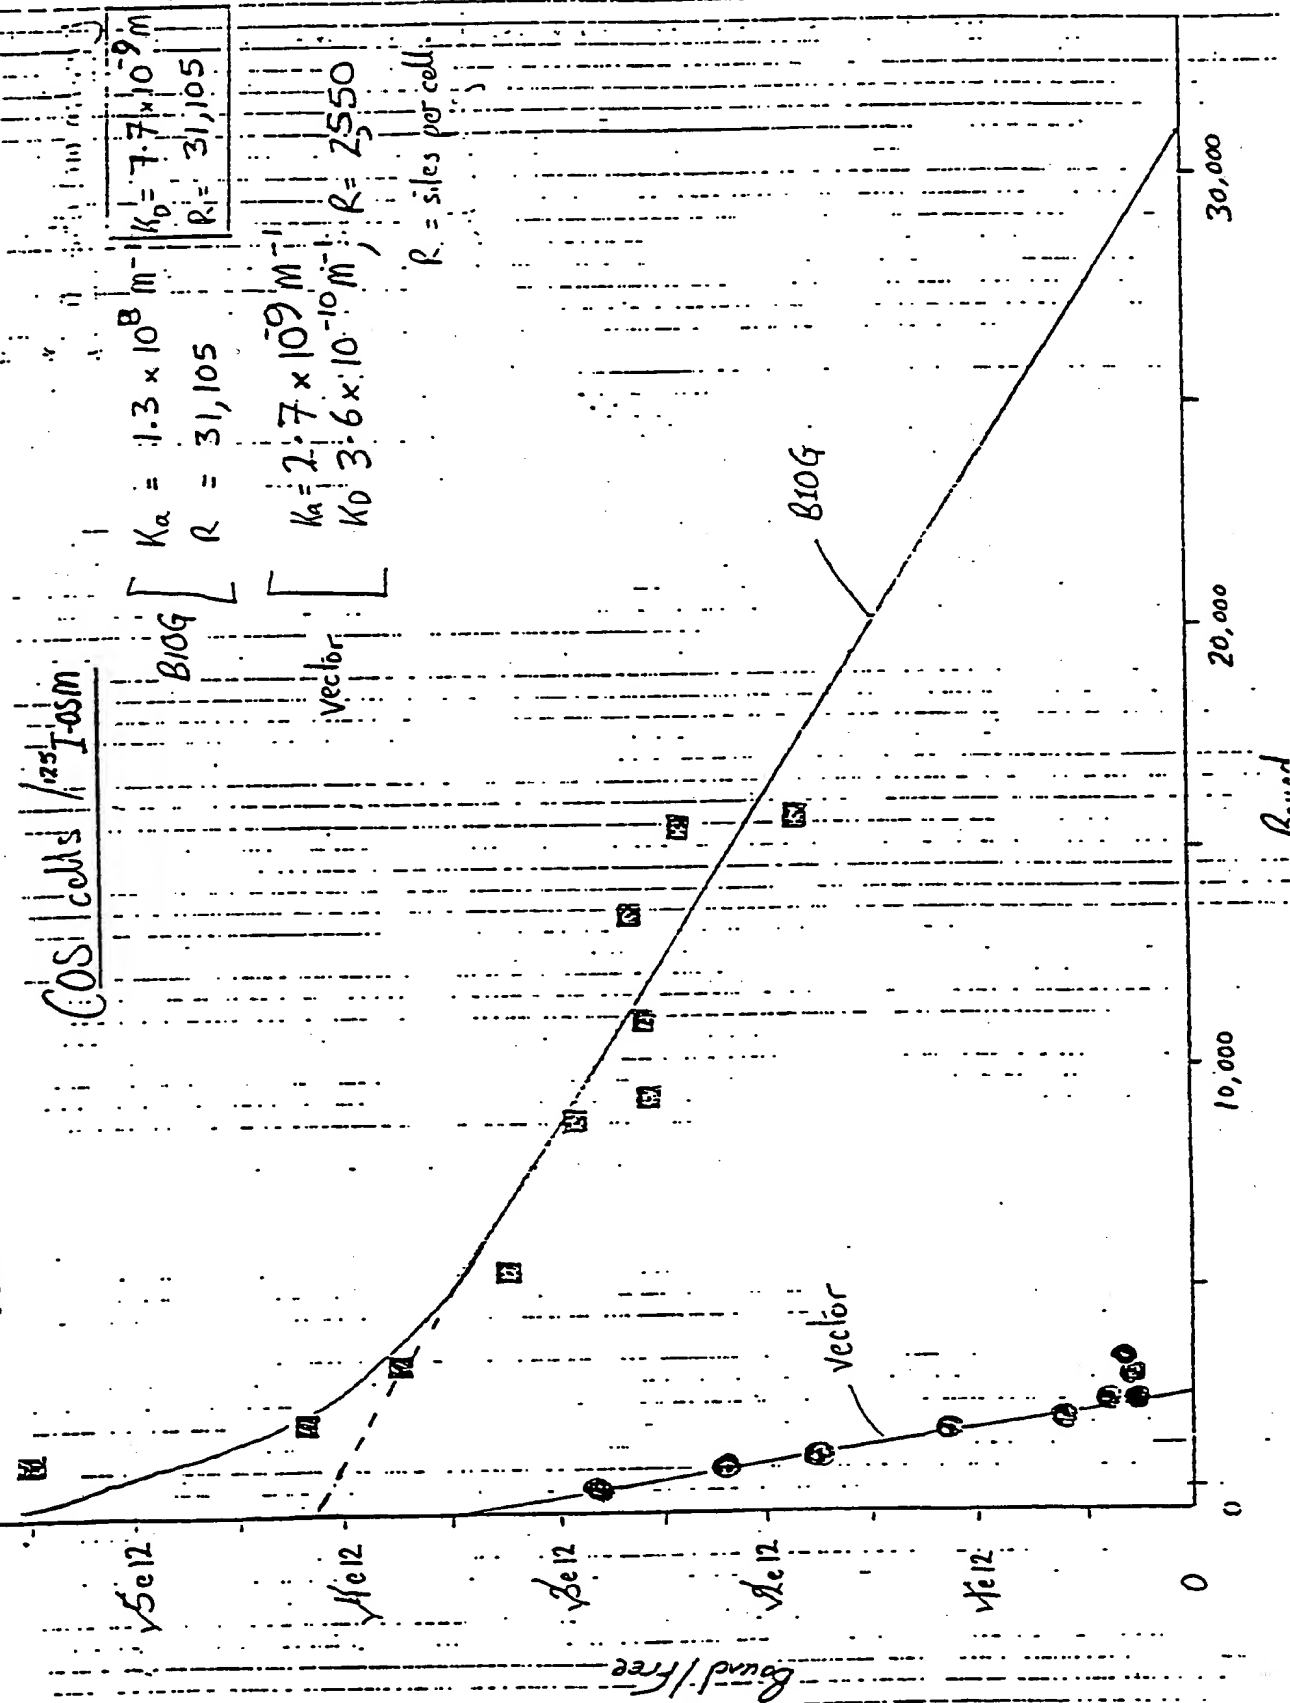 COS cells / 125I-OSM
B10G
Ka = 1.3 x 10^8 M-1
R = 31,105
KD = 7.7 x 10^-9 M
R1 = 31,105
vector
Ka = 2.7 x 10^9 M-1
KD 3.6 x 10^-10 M-1, R = 2550
R = sites per cell.
B10G
vector
Bound/Free
5e12
4e12
3e12
2e12
1e12
0
0
10,000
20,000
30,000
Bound